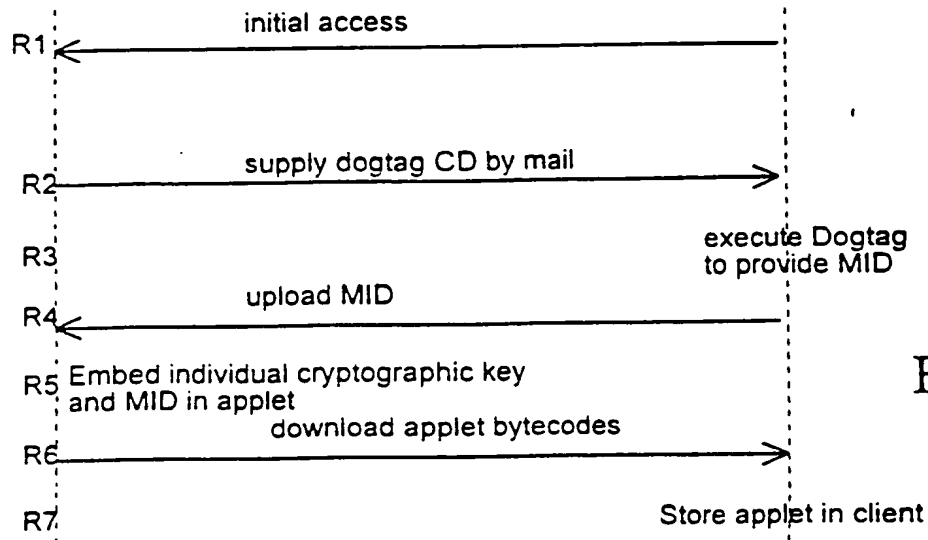 initial access
R1
supply dogtag CD by mail
R2
execute Dogtag
to provide MID
R3
upload MID
R4
R5 Embed individual cryptographic key
and MID in applet
download applet bytecodes
R6
R7
Store applet in client